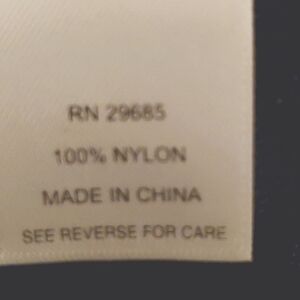 RN 29685
100% NYLON
MADE IN CHINA
SEE REVERSE FOR CARE